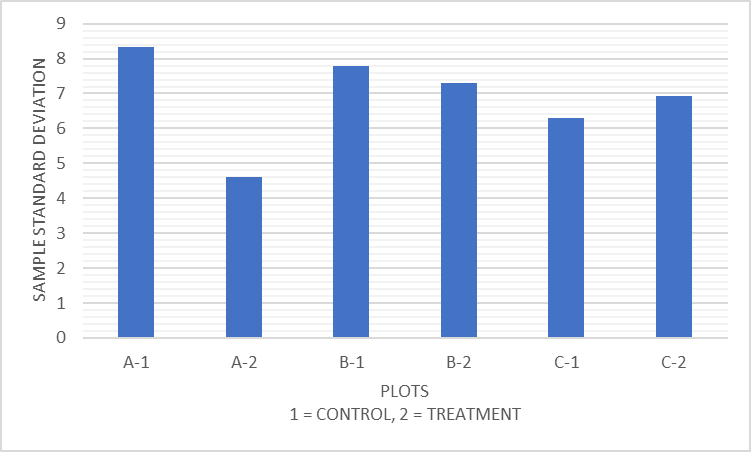 SAMPLE STANDARD DEVIATION
9
8
7
6
5
4
3
2
1
0
A-1 A-2 B-1 B-2 C-1 C-2
PLOTS
1 = CONTROL, 2 = TREATMENT